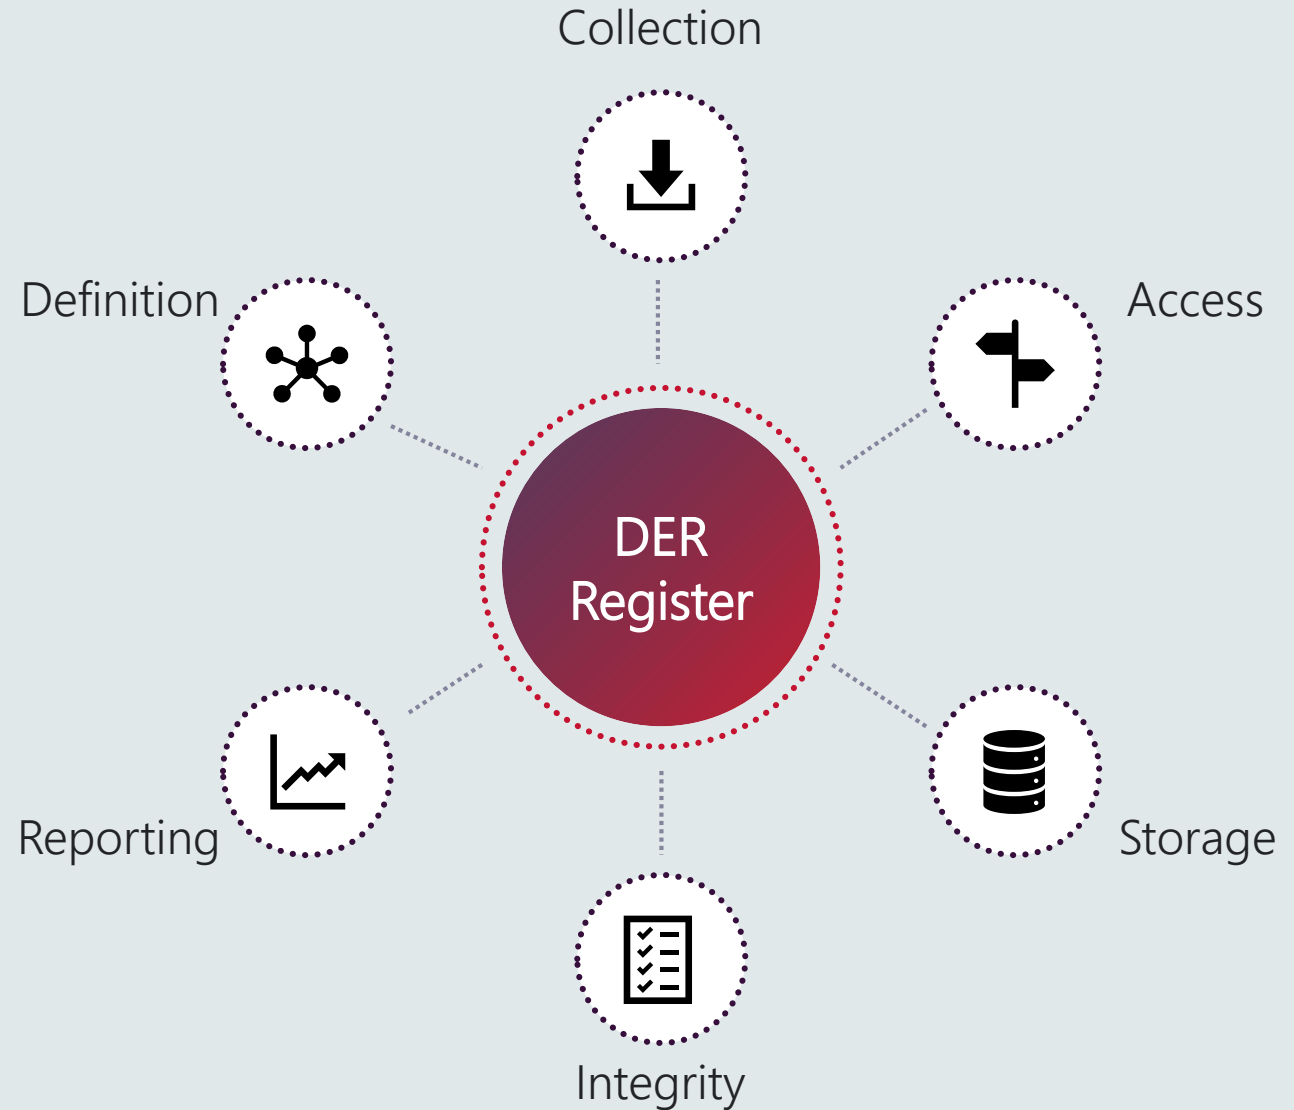 Collection
Definition
Access
DER
Register
Reporting
Storage
Integrity